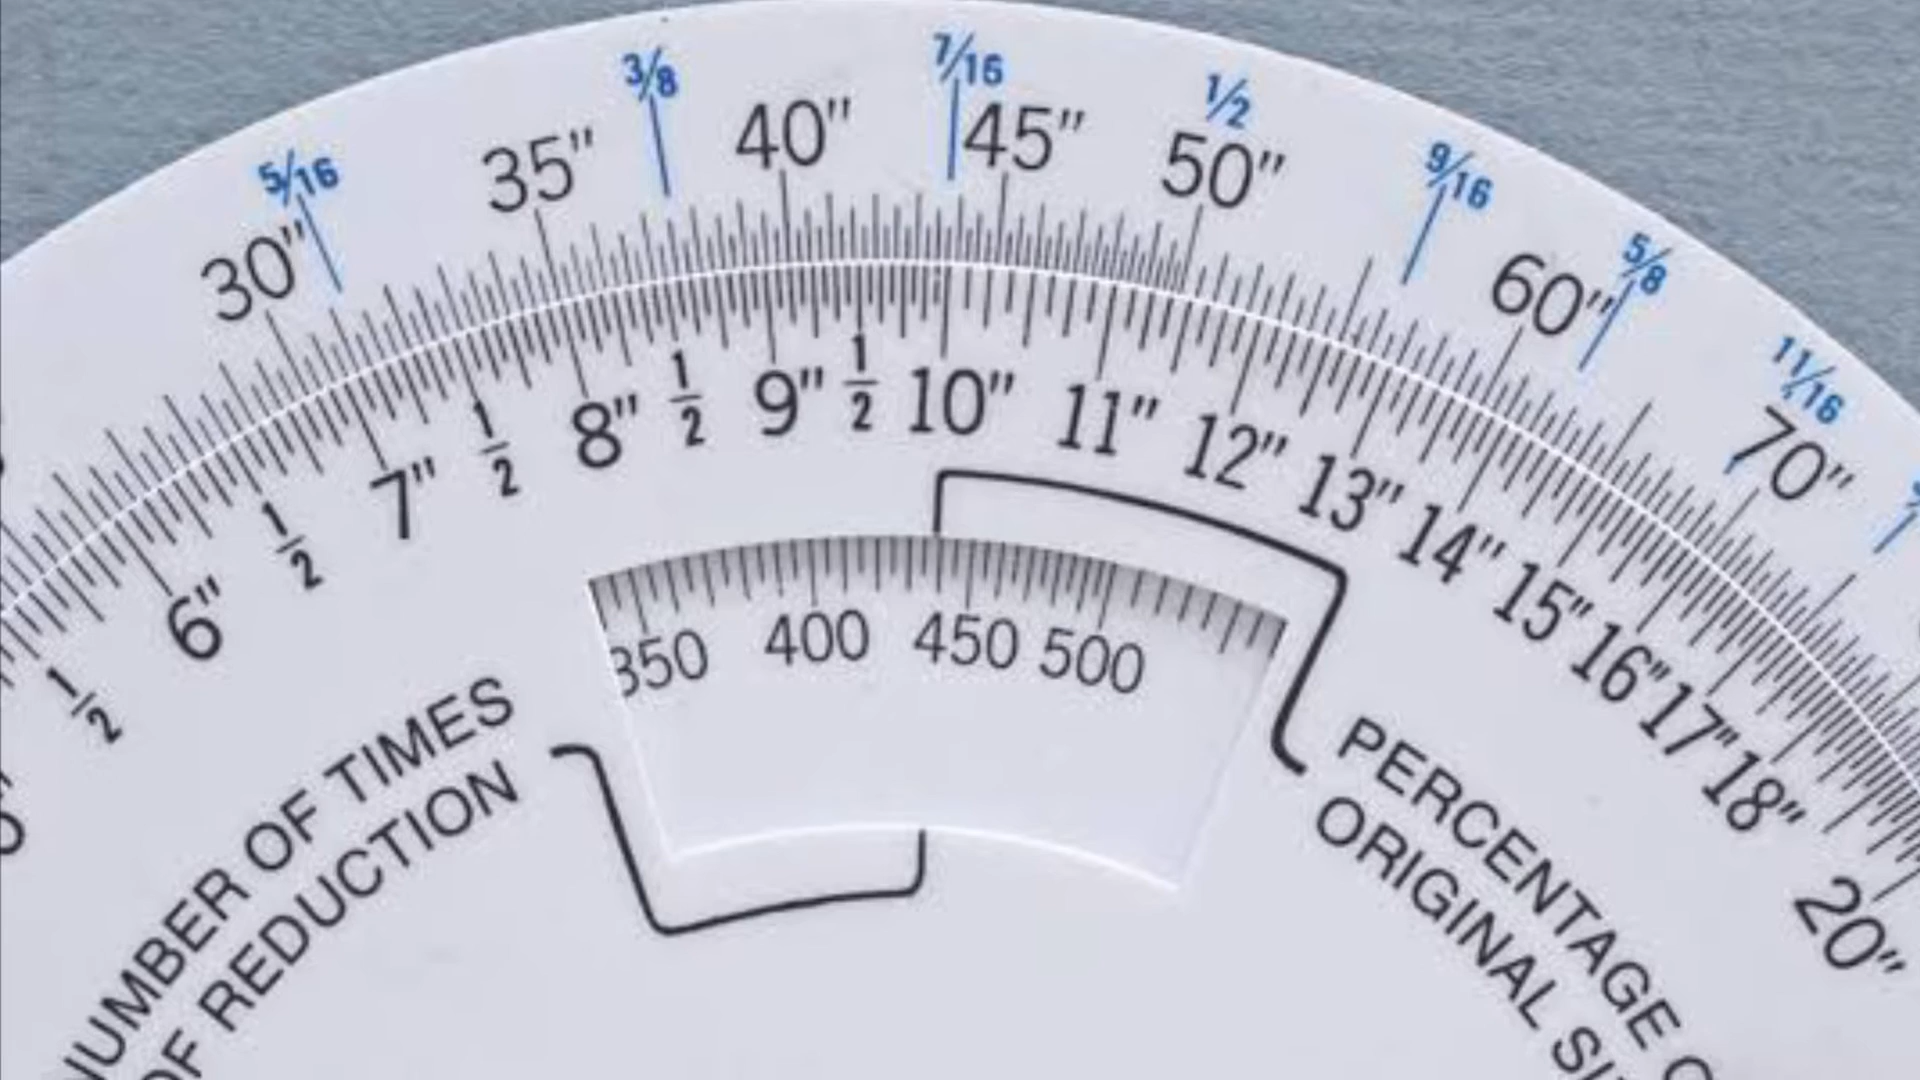 5/16 3/8 7/16 1/2 9/16 5/8 11/16
30" 35" 40" 45" 50" 60" 70"
1/2 6" 1/2 7" 1/2 8" 1/2 9" 1/2 10" 11" 12" 13" 14" 15" 16" 17" 18" 20"
350 400 450 500
NUMBER OF TIMES
OF REDUCTION
PERCENTAGE O
ORIGINAL SI